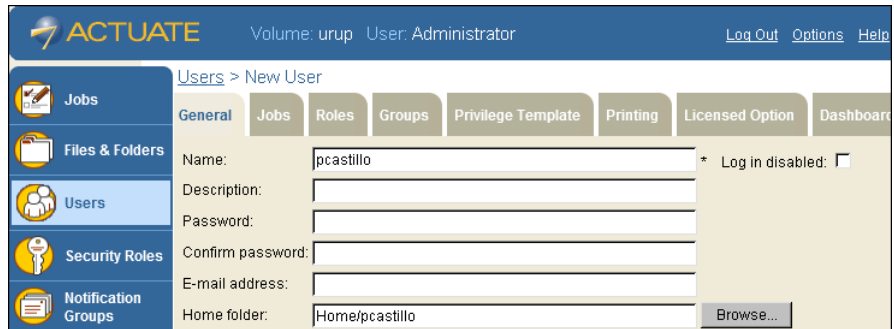 ACTUATE Volume: urup User: Administrator Log Out Options Help
Users > New User
Jobs
Files & Folders
Users
Security Roles
Notification Groups
General Jobs Roles Groups Privilege Template Printing Licensed Option Dashboar
Name: pcastillo * Log in disabled:
Description:
Password:
Confirm password:
E-mail address:
Home folder: Home/pcastillo Browse...